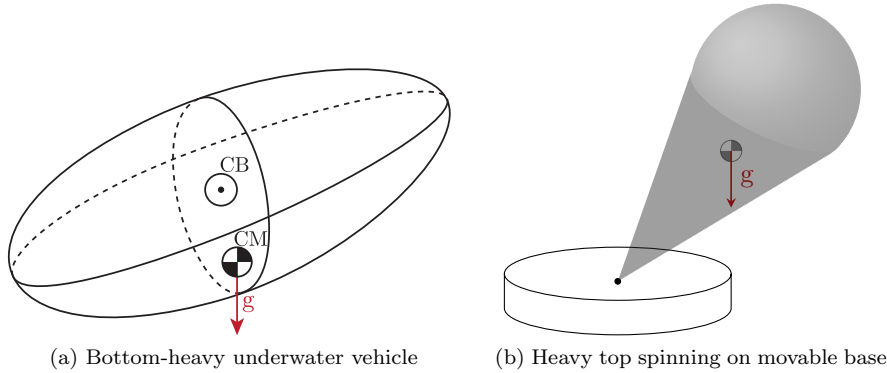 CB
CM
g
g
(a) Bottom-heavy underwater vehicle
(b) Heavy top spinning on movable base